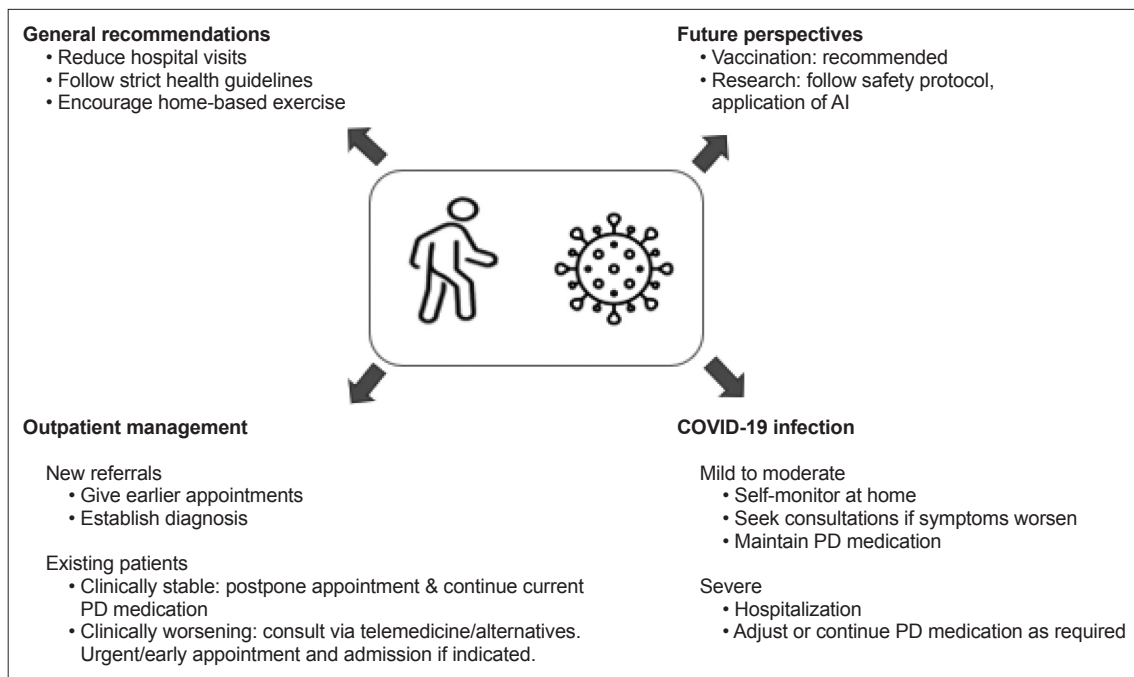 General recommendations
• Reduce hospital visits
• Follow strict health guidelines
• Encourage home-based exercise
Future perspectives
• Vaccination: recommended
• Research: follow safety protocol,
application of AI
Outpatient management
New referrals
• Give earlier appointments
• Establish diagnosis
Existing patients
• Clinically stable: postpone appointment & continue current
PD medication
• Clinically worsening: consult via telemedicine/alternatives.
Urgent/early appointment and admission if indicated.
COVID-19 infection
Mild to moderate
• Self-monitor at home
• Seek consultations if symptoms worsen
• Maintain PD medication
Severe
• Hospitalization
• Adjust or continue PD medication as required